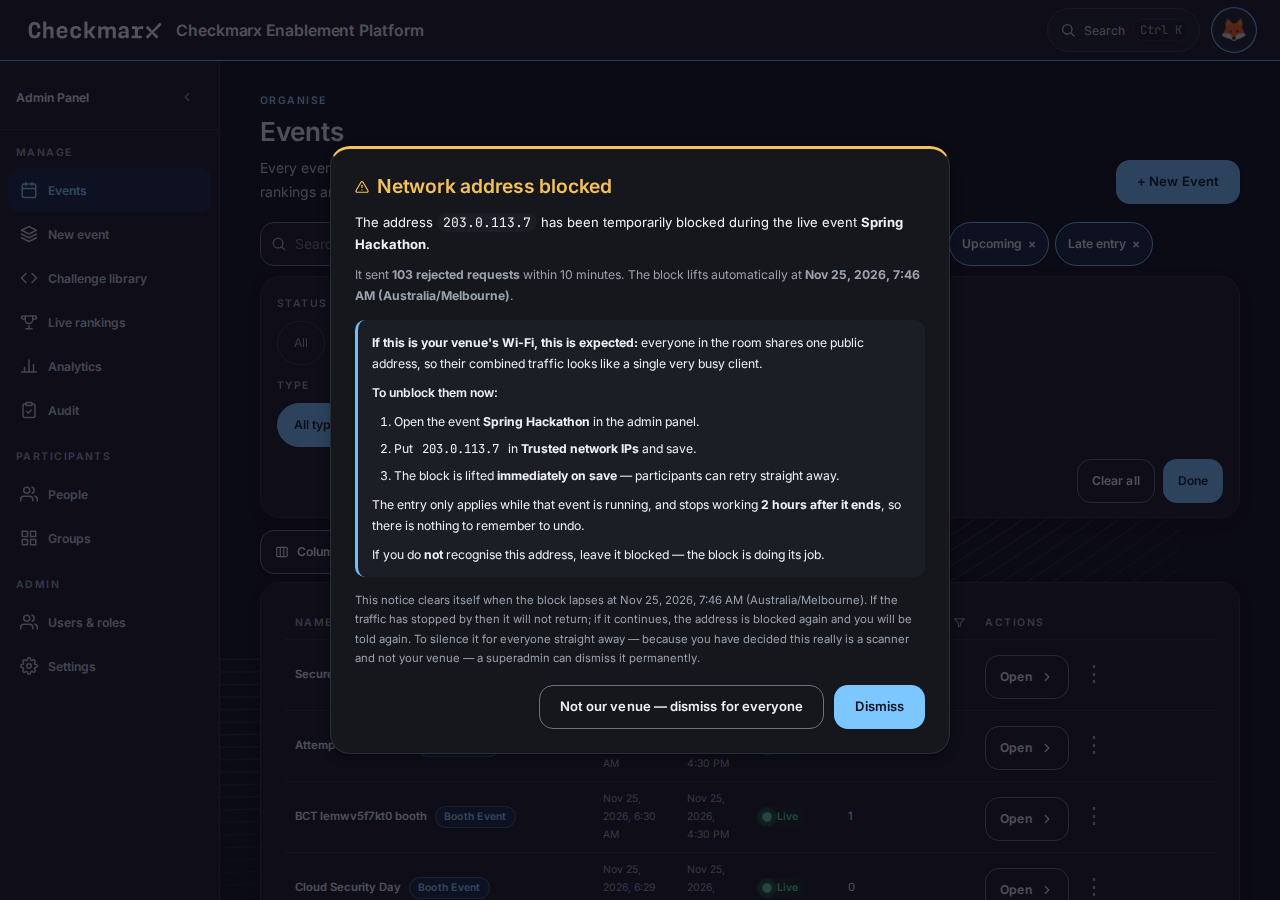 Checkmarx Checkmarx Enablement Platform
Search Ctrl K
Admin Panel
MANAGE
Events
New event
Challenge library
Live rankings
Analytics
Audit
PARTICIPANTS
People
Groups
ADMIN
Users & roles
Settings
ORGANISE
Events
Every
rankings
+ New Event
Upcoming × Late entry ×
STATUS
All
TYPE
Clear all Done
NAME ACTIONS
Network address blocked
The address 203.0.113.7 has been temporarily blocked during the live event Spring
Hackathon.
It sent 103 rejected requests within 10 minutes. The block lifts automatically at Nov 25, 2026, 7:46
AM (Australia/Melbourne).
If this is your venue's Wi-Fi, this is expected: everyone in the room shares one public
address, so their combined traffic looks like a single very busy client.
To unblock them now:
1. Open the event Spring Hackathon in the admin panel.
2. Put 203.0.113.7 in Trusted network IPs and save.
3. The block is lifted immediately on save — participants can retry straight away.
The entry only applies while that event is running, and stops working 2 hours after it ends, so
there is nothing to remember to undo.
If you do not recognise this address, leave it blocked — the block is doing its job.
This notice clears itself when the block lapses at Nov 25, 2026, 7:46 AM (Australia/Melbourne). If the
traffic has stopped by then it will not return; if it continues, the address is blocked again and you will be
told again. To silence it for everyone straight away — because you have decided this really is a scanner
and not your venue — a superadmin can dismiss it permanently.
Not our venue — dismiss for everyone Dismiss
Open
Open
AM 4:30 PM
BCT lemwv5f7kt0 booth Booth Event Nov 25, 2026, 6:30 AM Nov 25, 2026, 4:30 PM Live 1 Open
Cloud Security Day Booth Event Nov 25, 2026, 6:29 Nov 25, 2026, Live 0 Open